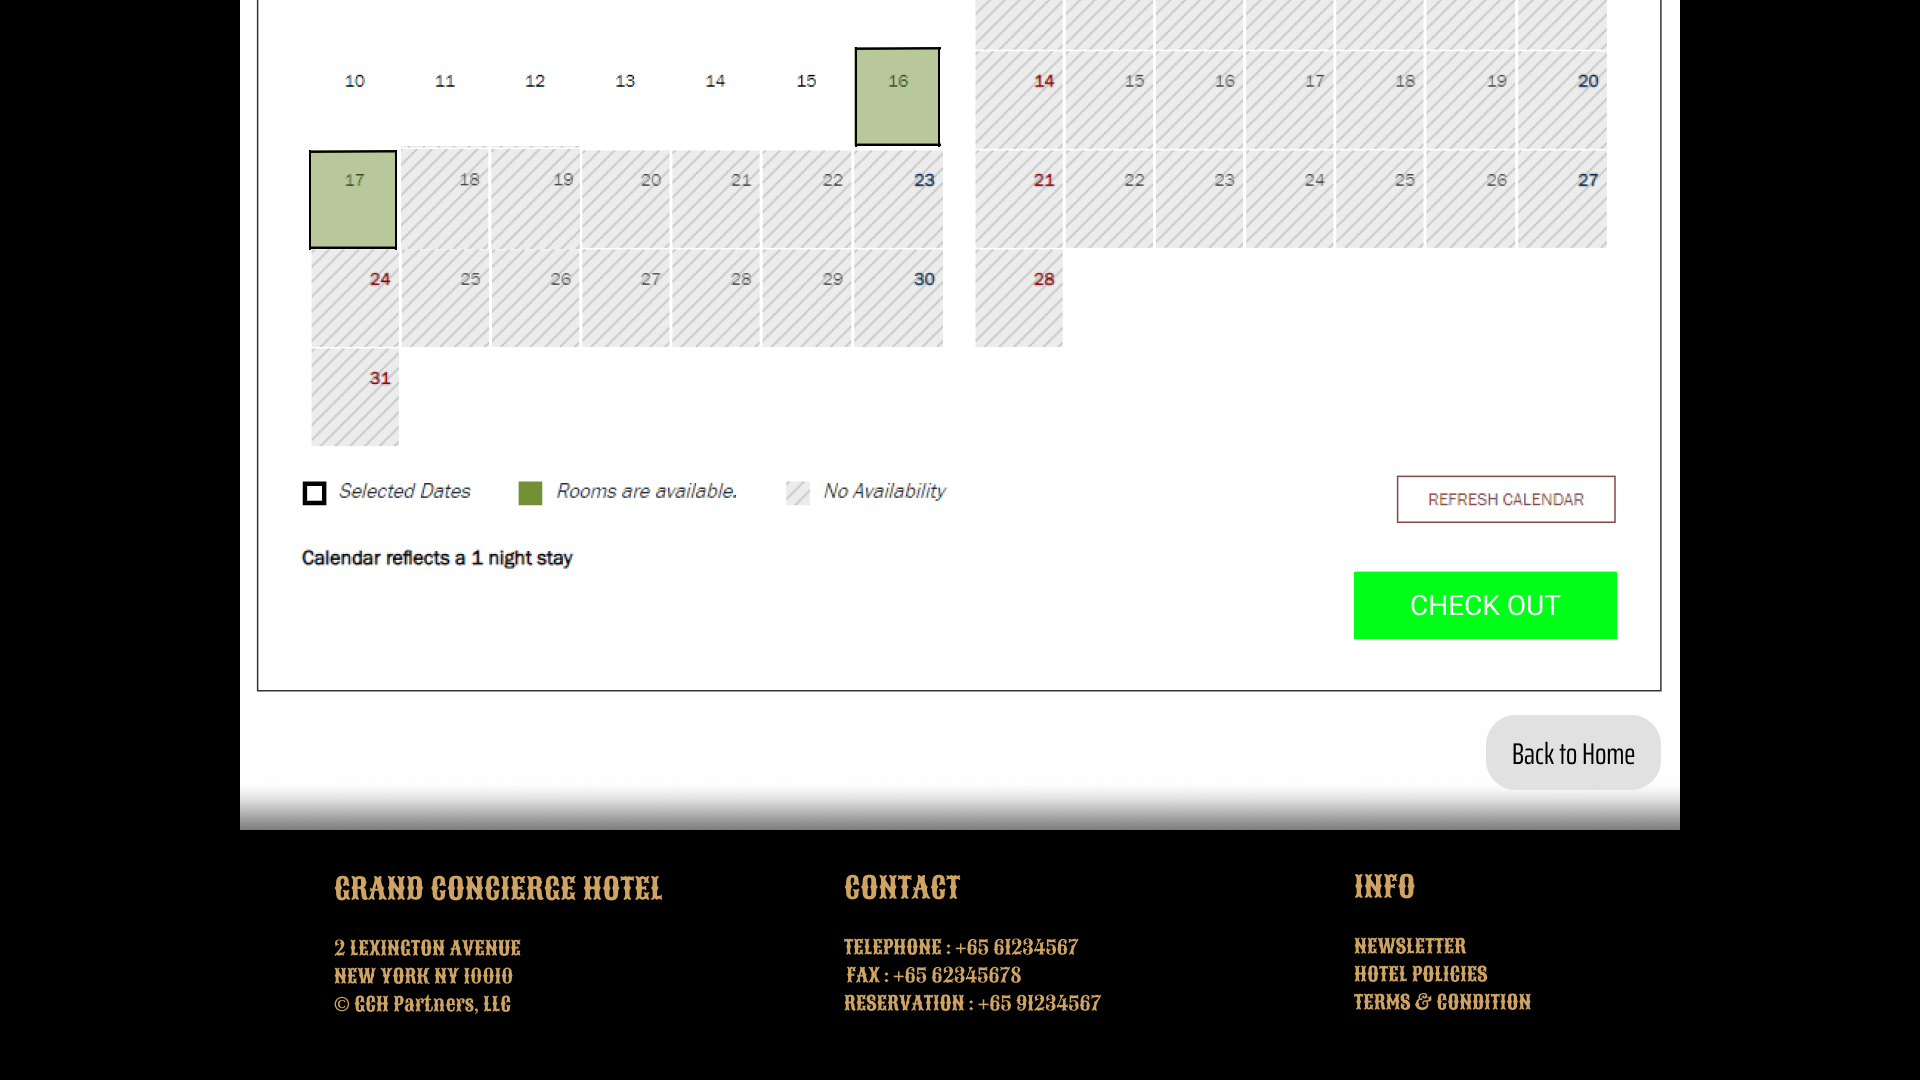 10 11 12 13 14 15 16
17 18 19 20 21 22 23
24 25 26 27 28 29 30
31
14 15 16 17 18 19 20
21 22 23 24 25 26 27
28
Selected Dates
Rooms are available.
No Availability
REFRESH CALENDAR
Calendar reflects a 1 night stay
CHECK OUT
Back to Home
GRAND CONCIERGE HOTEL
2 LEXINGTON AVENUE
NEW YORK NY 10010
© GCH Partners, LLC
CONTACT
TELEPHONE : +65 61234567
FAX : +65 62345678
RESERVATION : +65 91234567
INFO
NEWSLETTER
HOTEL POLICIES
TERMS & CONDITION